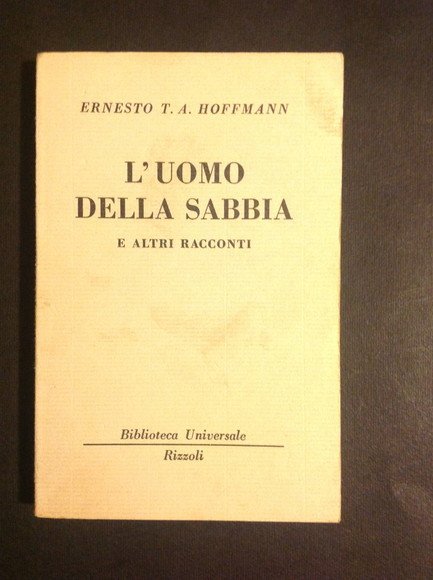 ERNESTO T. A. HOFFMANN
L'UOMO
DELLA SABBIA
E ALTRI RACCONTI
Biblioteca Universale
Rizzoli